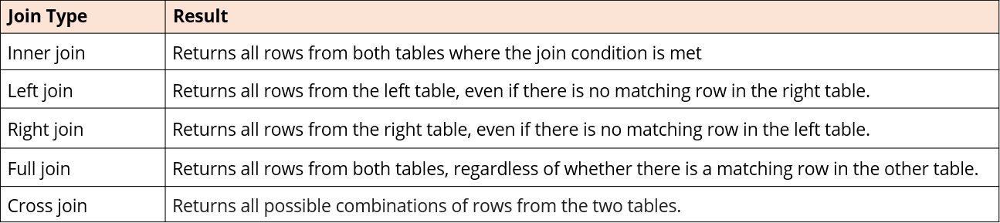 Join Type Result
Inner join Returns all rows from both tables where the join condition is met
Left join Returns all rows from the left table, even if there is no matching row in the right table.
Right join Returns all rows from the right table, even if there is no matching row in the left table.
Full join Returns all rows from both tables, regardless of whether there is a matching row in the other table.
Cross join Returns all possible combinations of rows from the two tables.